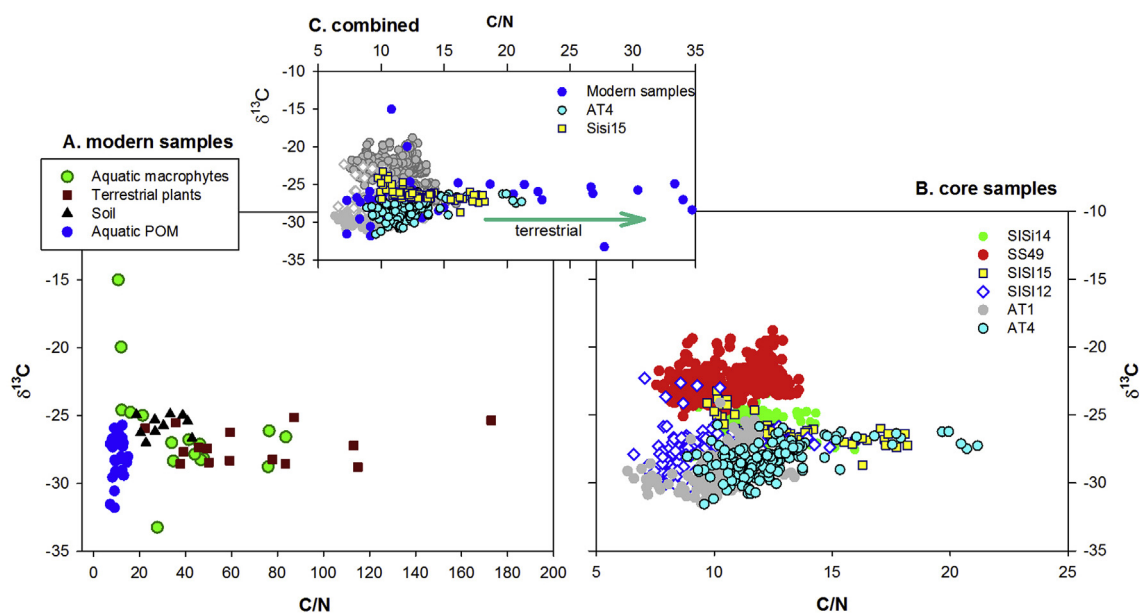 C. combined
C/N
5 10 15 20 25 30 35
-10
-15
-20
-25
-30
-35
δ13C
Modern samples
AT4
Sisi15
terrestrial
A. modern samples
Aquatic macrophytes
Terrestrial plants
Soil
Aquatic POM
δ13C
-15
-20
-25
-30
-35
0 20 40 60 80 100 120 140 160 180 200
C/N
B. core samples
SISi14
SS49
SISI15
SISI12
AT1
AT4
-10
-15
-20
-25
-30
-35
δ13C
5 10 15 20 25
C/N